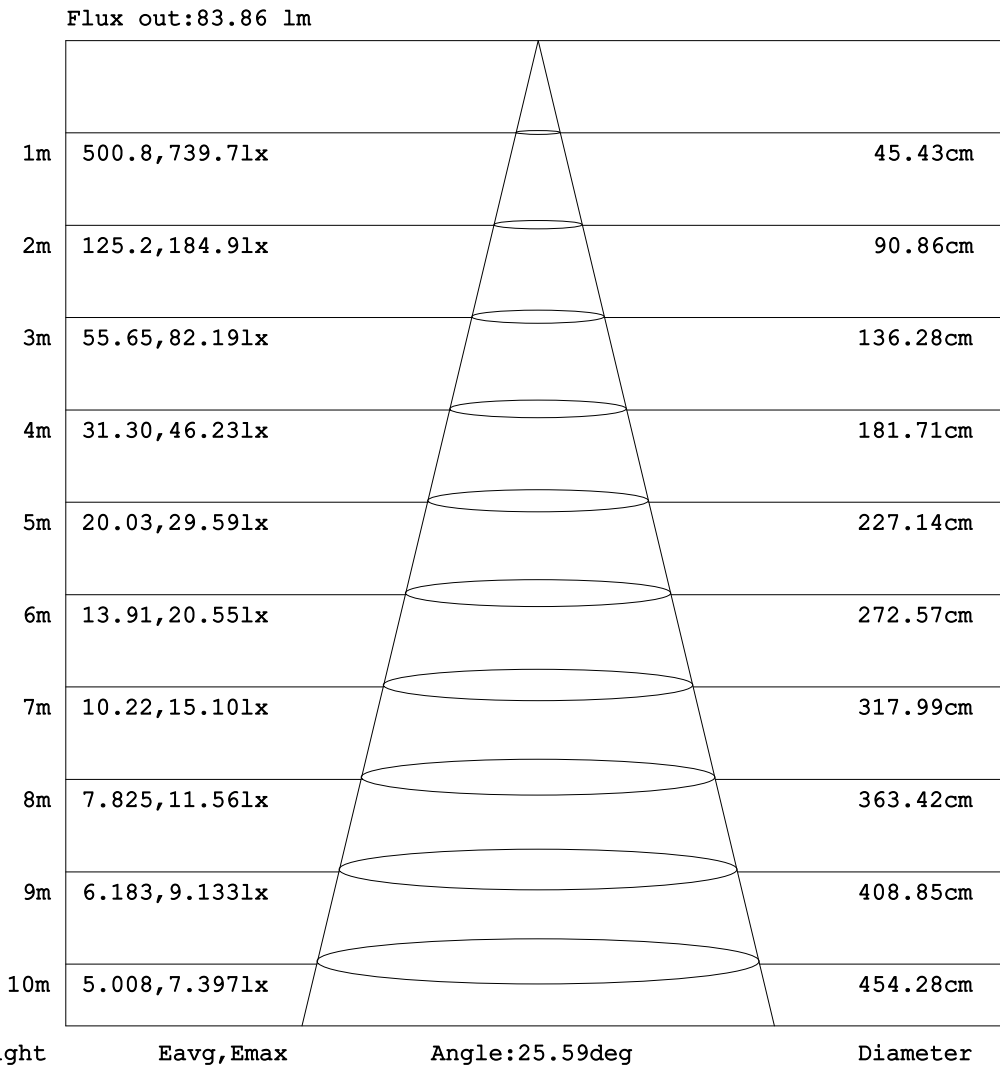 Flux out:83.86 lm
1m 500.8,739.7lx 45.43cm
2m 125.2,184.9lx 90.86cm
3m 55.65,82.19lx 136.28cm
4m 31.30,46.23lx 181.71cm
5m 20.03,29.59lx 227.14cm
6m 13.91,20.55lx 272.57cm
7m 10.22,15.10lx 317.99cm
8m 7.825,11.56lx 363.42cm
9m 6.183,9.133lx 408.85cm
10m 5.008,7.397lx 454.28cm
Eavg,Emax Angle:25.59deg Diameter